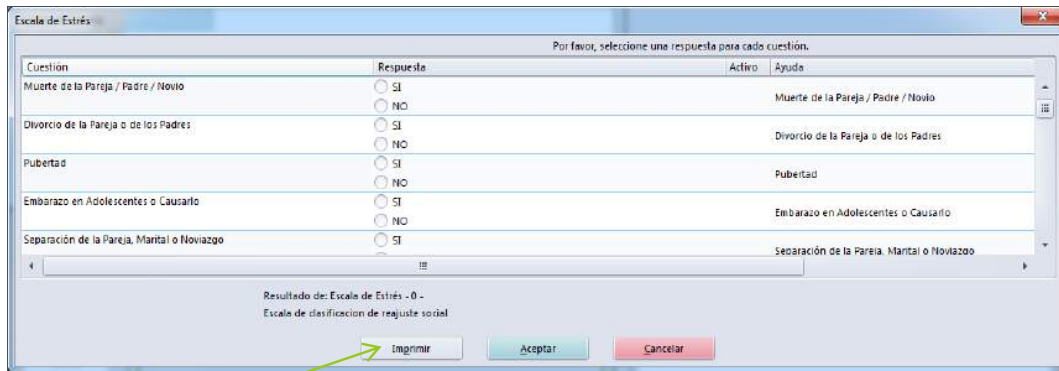 Escala de Estrés
Por favor, seleccione una respuesta para cada cuestión.
Cuestión Respuesta Activo Ayuda
Muerte de la Pareja / Padre / Novio SI
NO Muerte de la Pareja / Padre / Novio
Divorcio de la Pareja o de los Padres SI
NO Divorcio de la Pareja o de los Padres
Pubertad SI
NO Pubertad
Embarazo en Adolescentes o Causarlo SI
NO Embarazo en Adolescentes o Causarlo
Separación de la Pareja, Marital o Noviazgo SI
Separación de la Pareja, Marital o Noviazgo
Resultado de: Escala de Estrés - 0 -
Escala de clasificacion de reajuste social
Imprimir Aceptar Cancelar